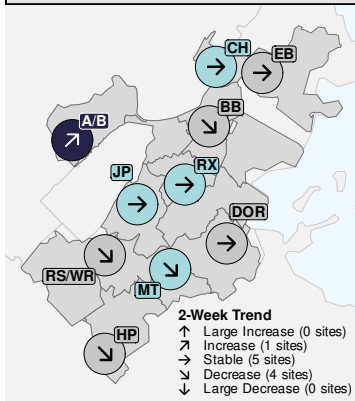 CH
EB
A/B
BB
JP
RX
DOR
RS/WR
MT
HP
2-Week Trend
↑ Large Increase (0 sites)
↗ Increase (1 sites)
→ Stable (5 sites)
↘ Decrease (4 sites)
↓ Large Decrease (0 sites)